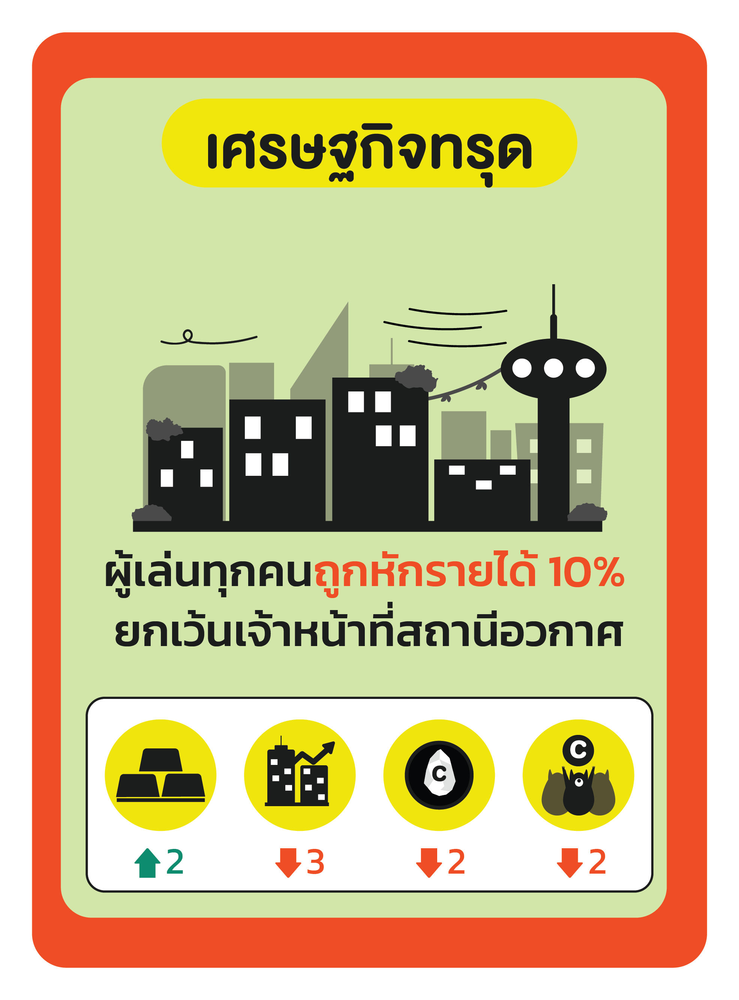 เศรษฐกิจทรุด
ผู้เล่นทุกคนถูกหักรายได้ 10%
ยกเว้นเจ้าหน้าที่สถานีอวกาศ
C
C
2 3 2 2